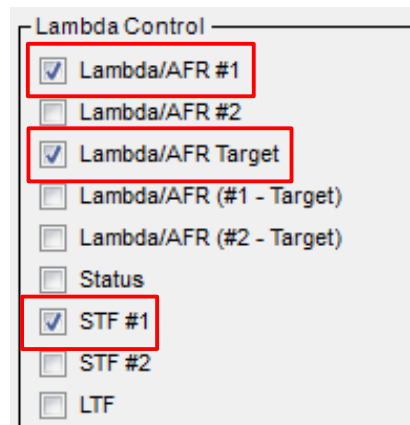 Lambda Control
Lambda/AFR #1
Lambda/AFR #2
Lambda/AFR Target
Lambda/AFR (#1 - Target)
Lambda/AFR (#2 - Target)
Status
STF #1
STF #2
LTF